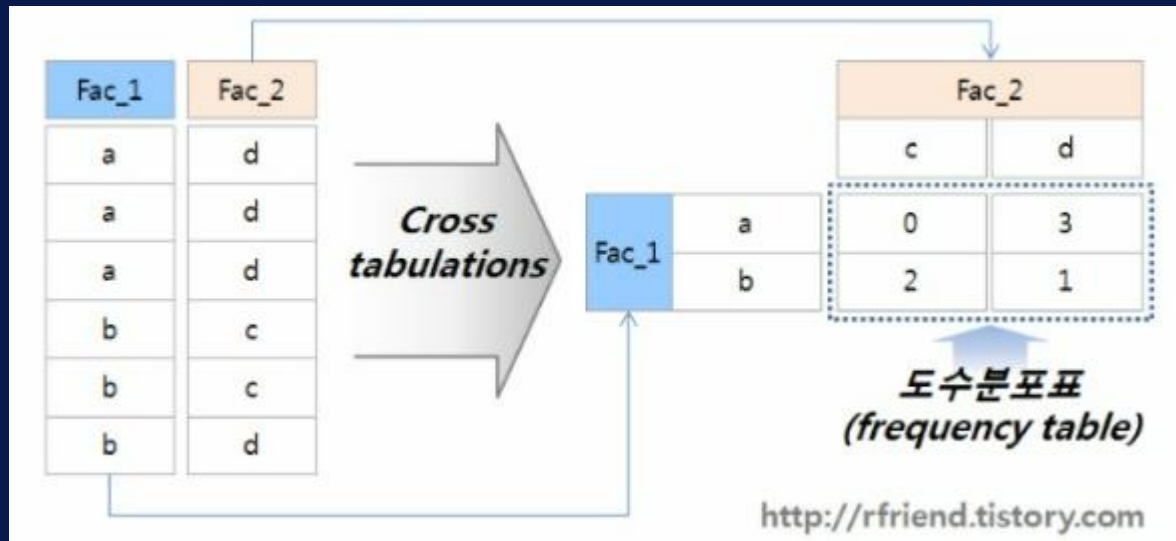 Fac_1 Fac_2
a d
a d
a d
b c
b c
b d
Cross
tabulations
Fac_2
c d
Fac_1
a 0 3
b 2 1
도수분포표
(frequency table)
http://rfriend.tistory.com